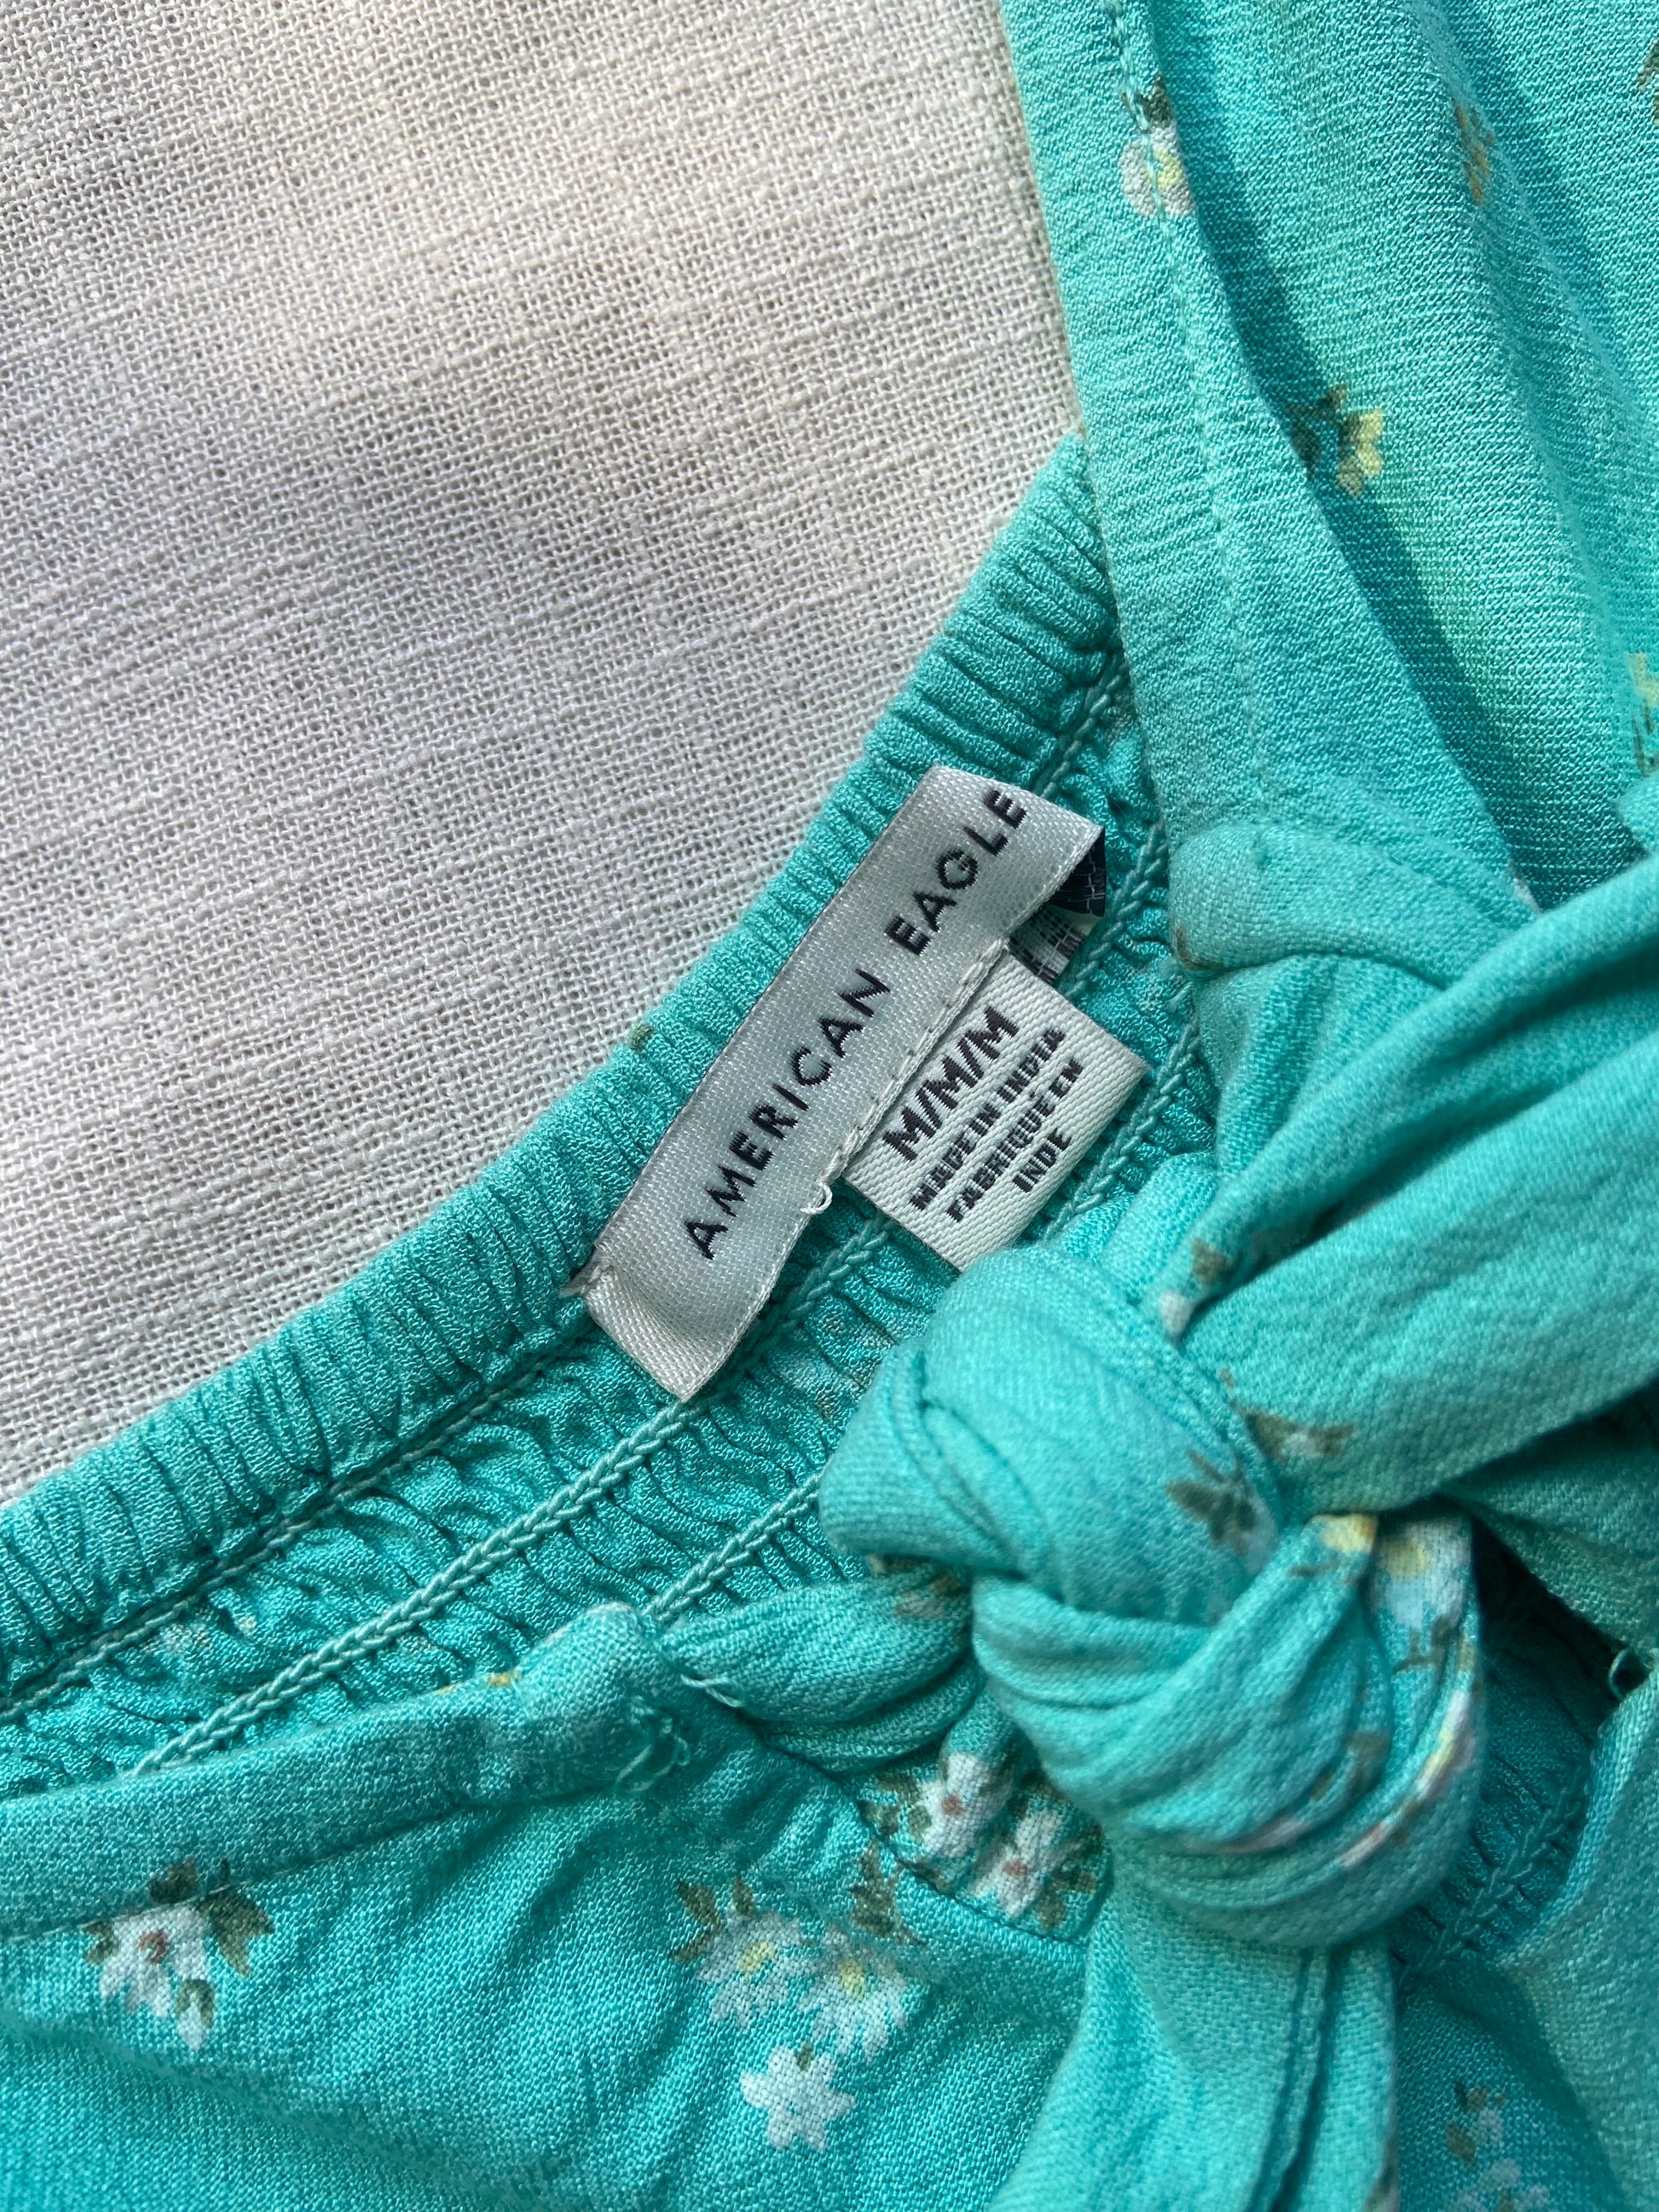 AMERICAN EAGLE
M/M/M
MADE IN INDIA
FABRIQUÉ EN
INDE